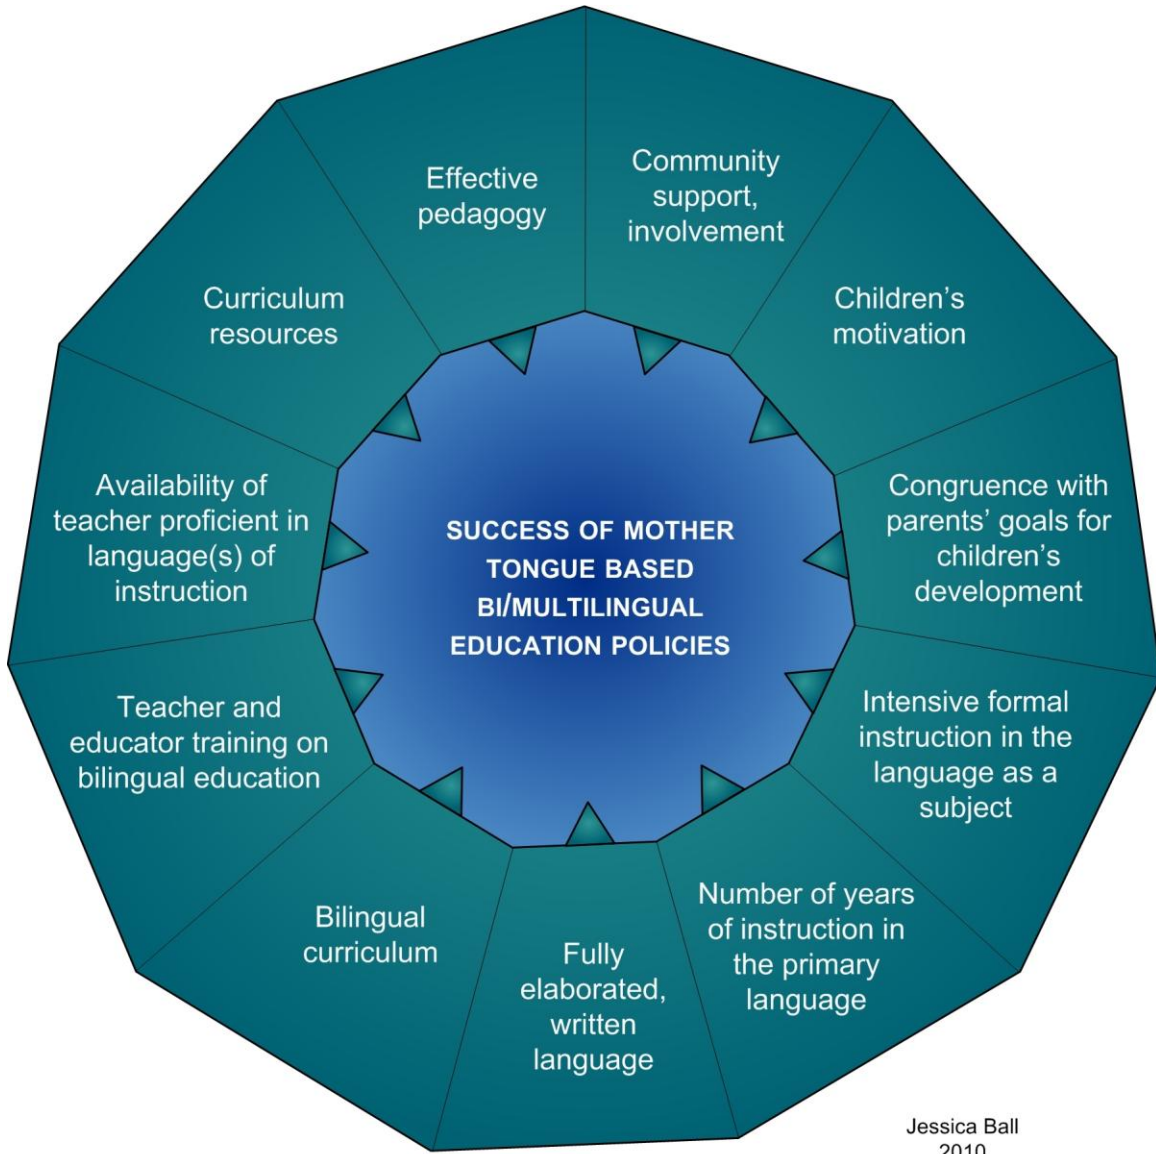 Effective
pedagogy
Community
support,
involvement
Children's
motivation
Congruence with
parents' goals for
children's
development
Intensive formal
instruction in the
language as a
subject
Number of years
of instruction in
the primary
language
Fully
elaborated,
written
language
Bilingual
curriculum
Teacher and
educator training on
bilingual education
Availability of
teacher proficient in
language(s) of
instruction
Curriculum
resources
SUCCESS OF MOTHER
TONGUE BASED
BI/MULTILINGUAL
EDUCATION POLICIES
Jessica Ball
2010